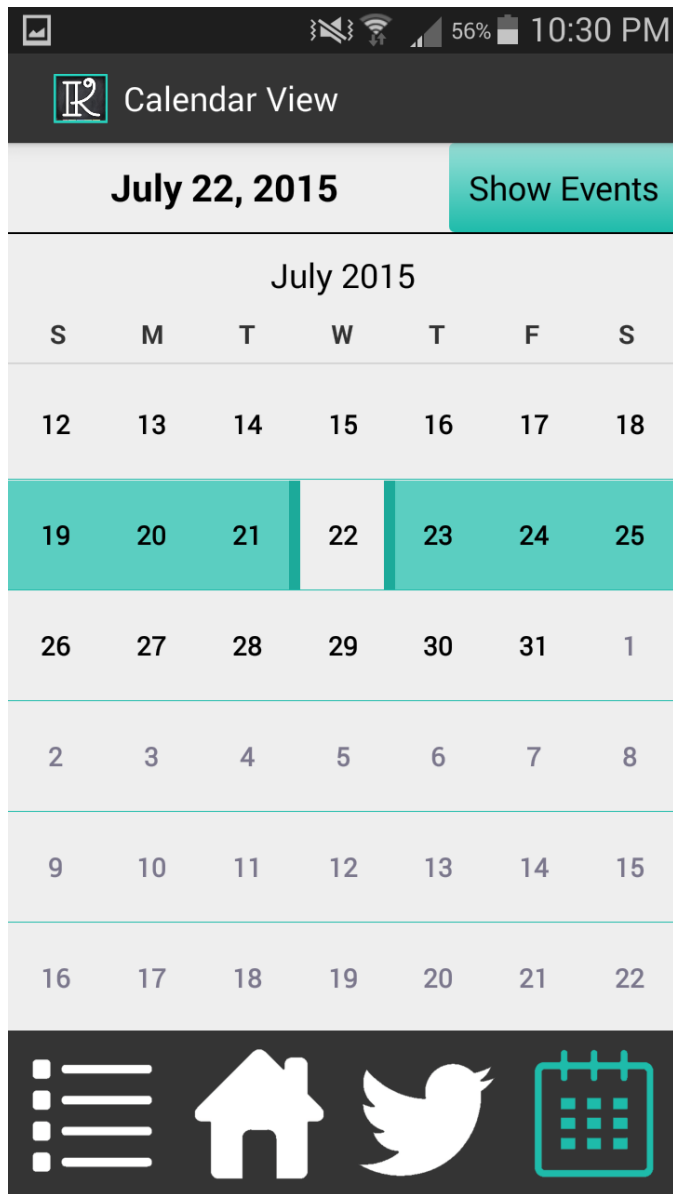 56% 10:30 PM
Calendar View
July 22, 2015 Show Events
July 2015
S M T W T F S
12 13 14 15 16 17 18
19 20 21 22 23 24 25
26 27 28 29 30 31 1
2 3 4 5 6 7 8
9 10 11 12 13 14 15
16 17 18 19 20 21 22